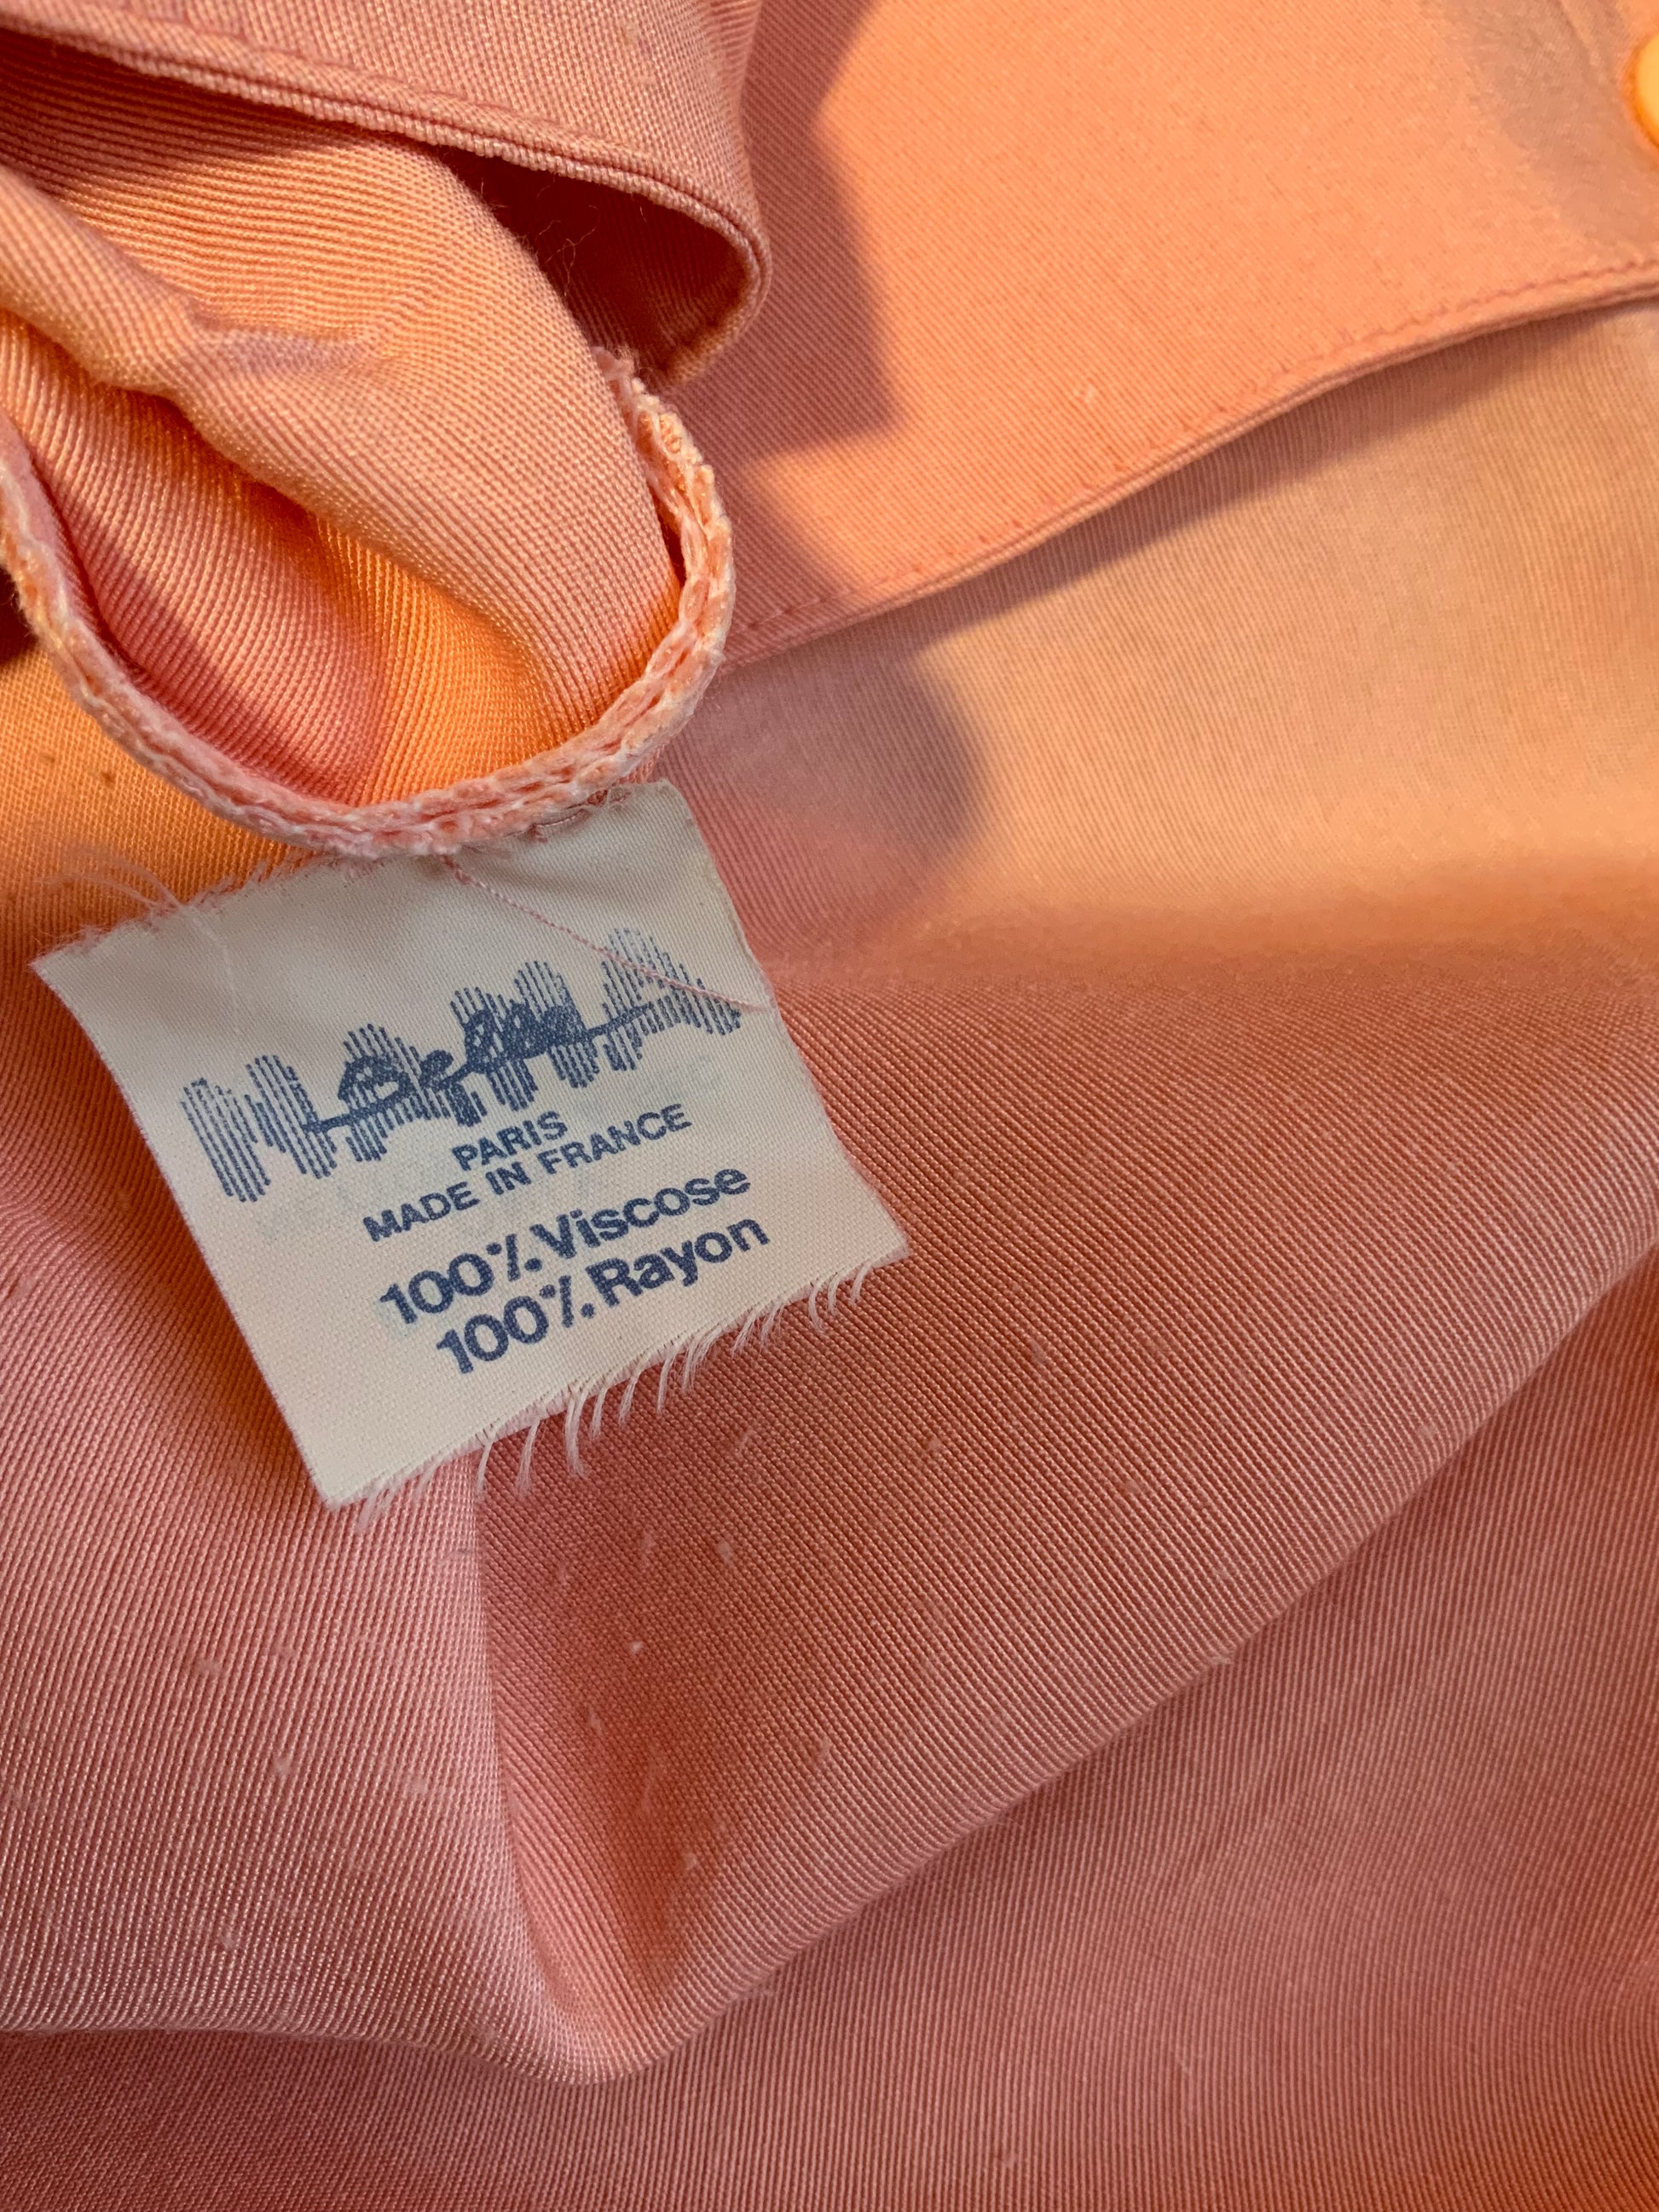 PARIS
MADE IN FRANCE
100% Viscose
100% Rayon